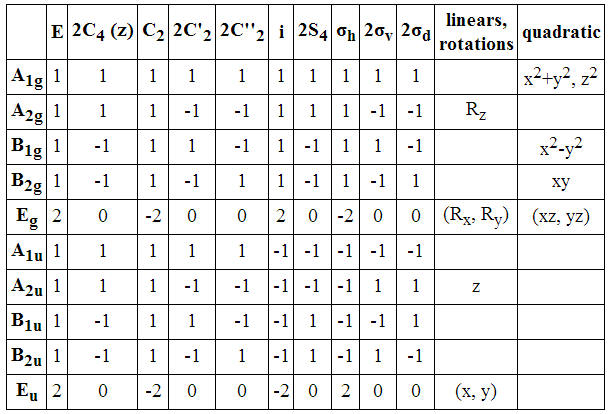 E 2C4 (z) C2 2C'2 2C''2 i 2S4 σh 2σv 2σd linears, rotations quadratic
A1g 1 1 1 1 1 1 1 1 1 1 x2+y2, z2
A2g 1 1 1 -1 -1 1 1 1 -1 -1 Rz
B1g 1 -1 1 1 -1 1 -1 1 1 -1 x2-y2
B2g 1 -1 1 -1 1 1 -1 1 -1 1 xy
Eg 2 0 -2 0 0 2 0 -2 0 0 (Rx, Ry) (xz, yz)
A1u 1 1 1 1 1 -1 -1 -1 -1 -1
A2u 1 1 1 -1 -1 -1 -1 -1 1 1 z
B1u 1 -1 1 1 -1 -1 1 -1 -1 1
B2u 1 -1 1 -1 1 -1 1 -1 1 -1
Eu 2 0 -2 0 0 -2 0 2 0 0 (x, y)